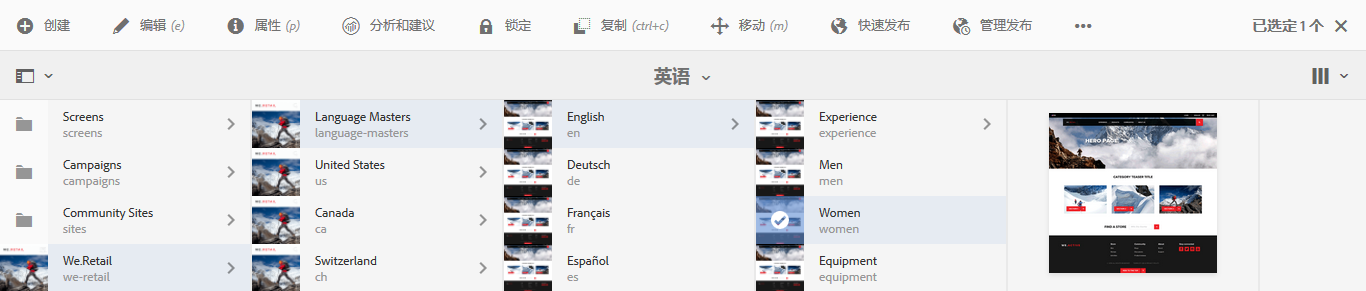 创建 编辑 (e) 属性 (p) 分析和建议 锁定 复制 (ctrl+c) 移动 (m) 快速发布 管理发布 ••• 已选定1个
英语
Screens
screens
Campaigns
campaigns
Community Sites
sites
We.Retail
we-retail
Language Masters
language-masters
United States
us
Canada
ca
Switzerland
ch
English
en
Deutsch
de
Français
fr
Español
es
Experience
experience
Men
men
Women
women
Equipment
equipment
HERO PAGE
CATEGORY TEASER TITLE
FIND A STORE